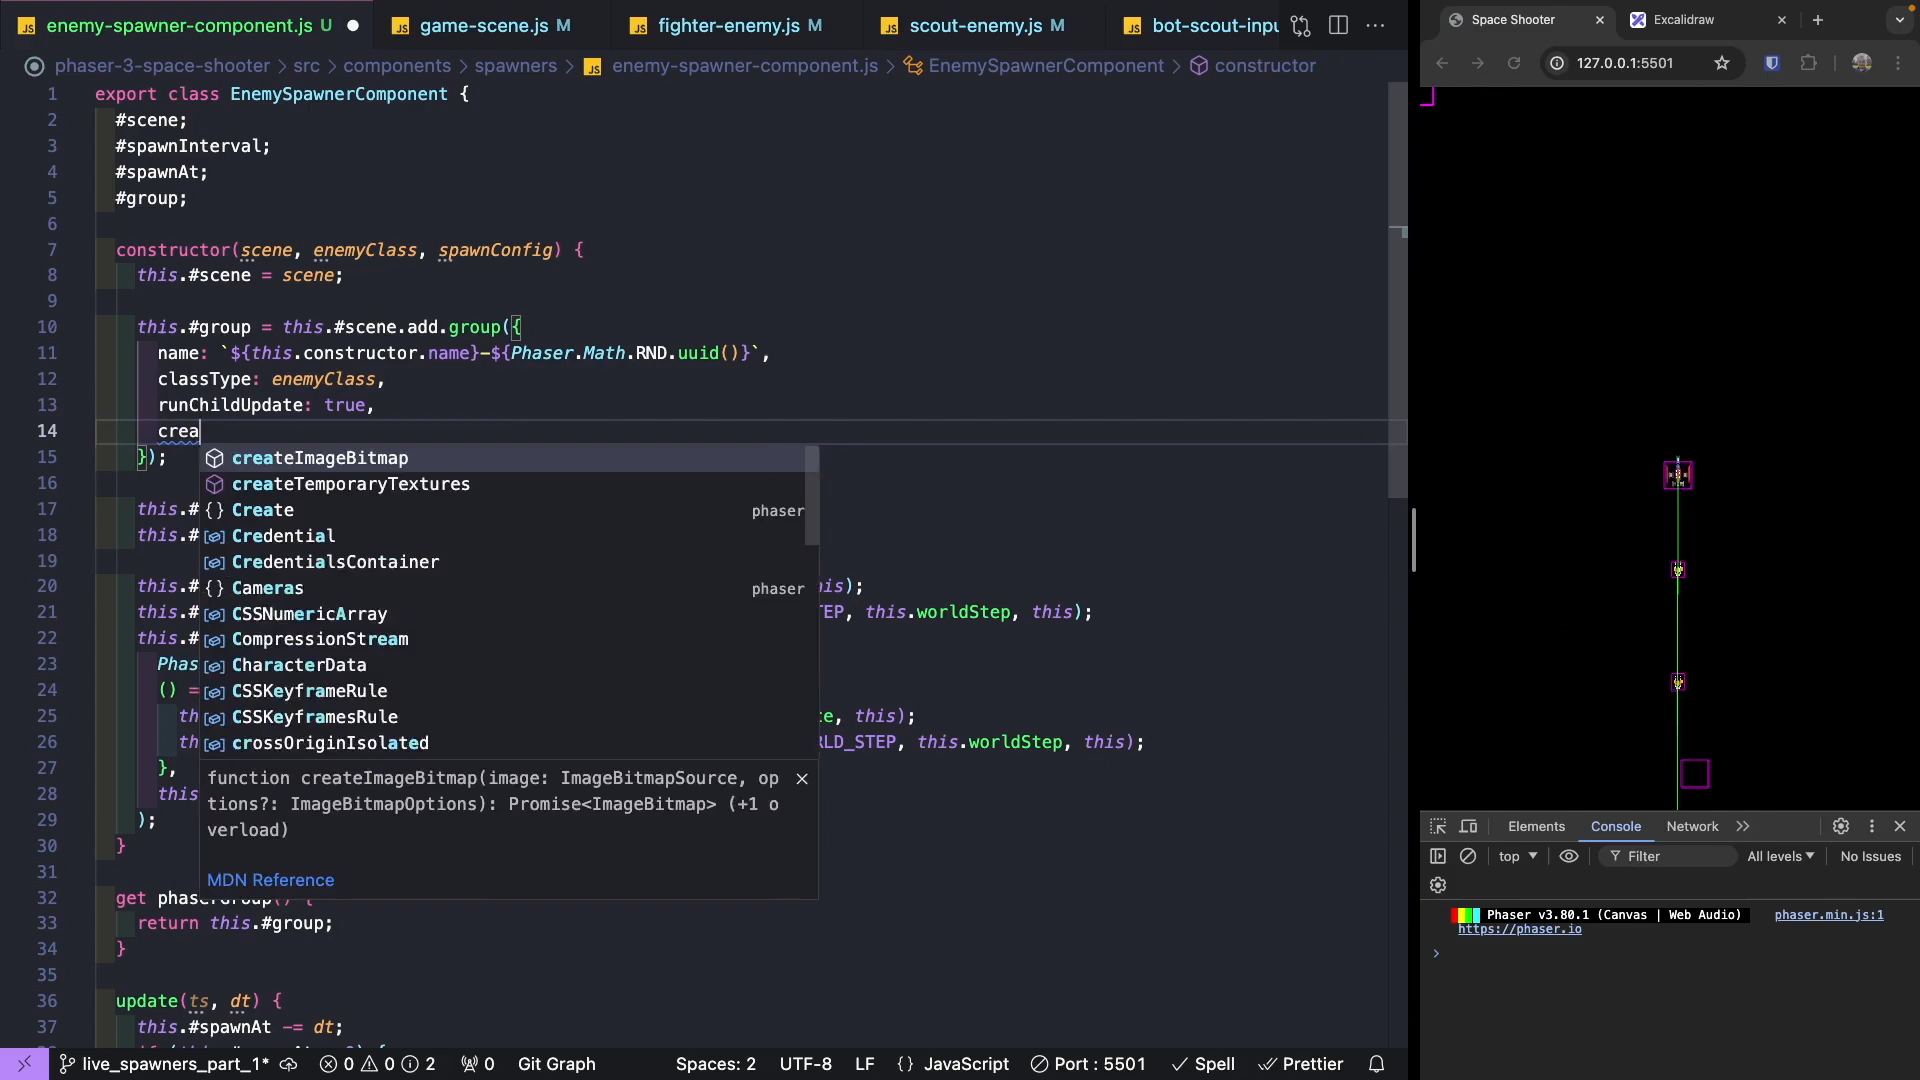 enemy-spawner-component.js U
game-scene.js M
fighter-enemy.js M
scout-enemy.js M
bot-scout-inpu
phaser-3-space-shooter > src > components > spawners > enemy-spawner-component.js > EnemySpawnerComponent > constructor
1 export class EnemySpawnerComponent {
2 #scene;
3 #spawnInterval;
4 #spawnAt;
5 #group;
6
7 constructor(scene, enemyClass, spawnConfig) {
8 this.#scene = scene;
9
10 this.#group = this.#scene.add.group({
11 name: `${this.constructor.name}-${Phaser.Math.RND.uuid()}`,
12 classType: enemyClass,
13 runChildUpdate: true,
14 crea
15 });
16
17 this.#
18 this.#
19
20 this.# his);
21 this.# TEP, this.worldStep, this);
22 this.#
23 Phas
24 () =
25 th te, this);
26 th RLD_STEP, this.worldStep, this);
27 },
28 this
29 );
30 }
31
32 get phaserGroup() {
33 return this.#group;
34 }
35
36 update(ts, dt) {
37 this.#spawnAt -= dt;
createImageBitmap
createTemporaryTextures
Create phaser
Credential
CredentialsContainer
Cameras phaser
CSSNumericArray
CompressionStream
CharacterData
CSSKeyframeRule
CSSKeyframesRule
crossOriginIsolated
function createImageBitmap(image: ImageBitmapSource, op
tions?: ImageBitmapOptions): Promise<ImageBitmap> (+1 o
verload)
MDN Reference
live_spawners_part_1* 0 0 2 0 Git Graph Spaces: 2 UTF-8 LF {} JavaScript Port : 5501 Spell Prettier
Space Shooter
Excalidraw
127.0.0.1:5501
Elements Console Network
top Filter All levels No Issues
Phaser v3.80.1 (Canvas | Web Audio) phaser.min.js:1
https://phaser.io